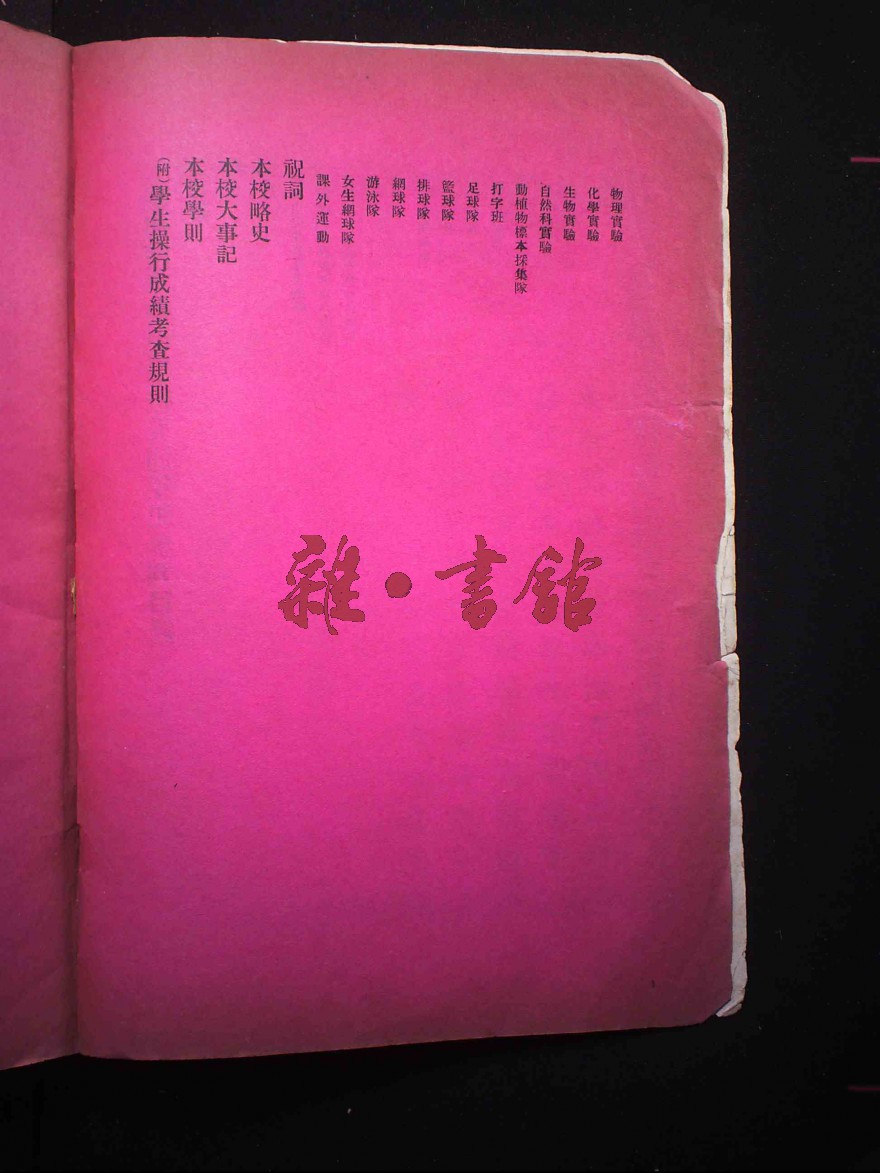 物理實驗
化學實驗
生物實驗
自然科實驗
動植物標本採集隊
打字班
足球隊
籃球隊
排球隊
網球隊
游泳隊
女生網球隊
課外運動
祝詞
本校略史
本校大事記
本校學則
(附)學生操行成績考查規則
雜·書館